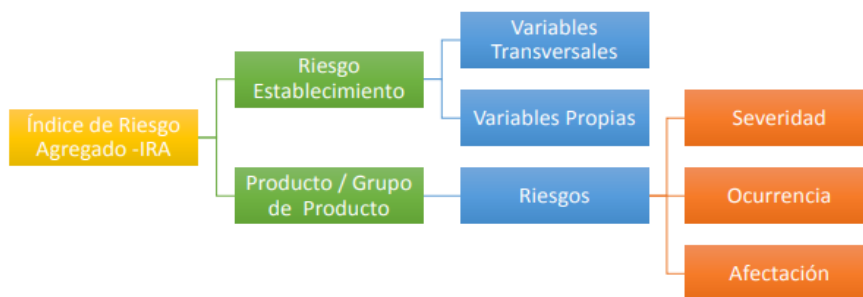 Índice de Riesgo
Agregado -IRA
Riesgo
Establecimiento
Variables
Transversales
Variables Propias
Producto / Grupo
de Producto
Riesgos
Severidad
Ocurrencia
Afectación